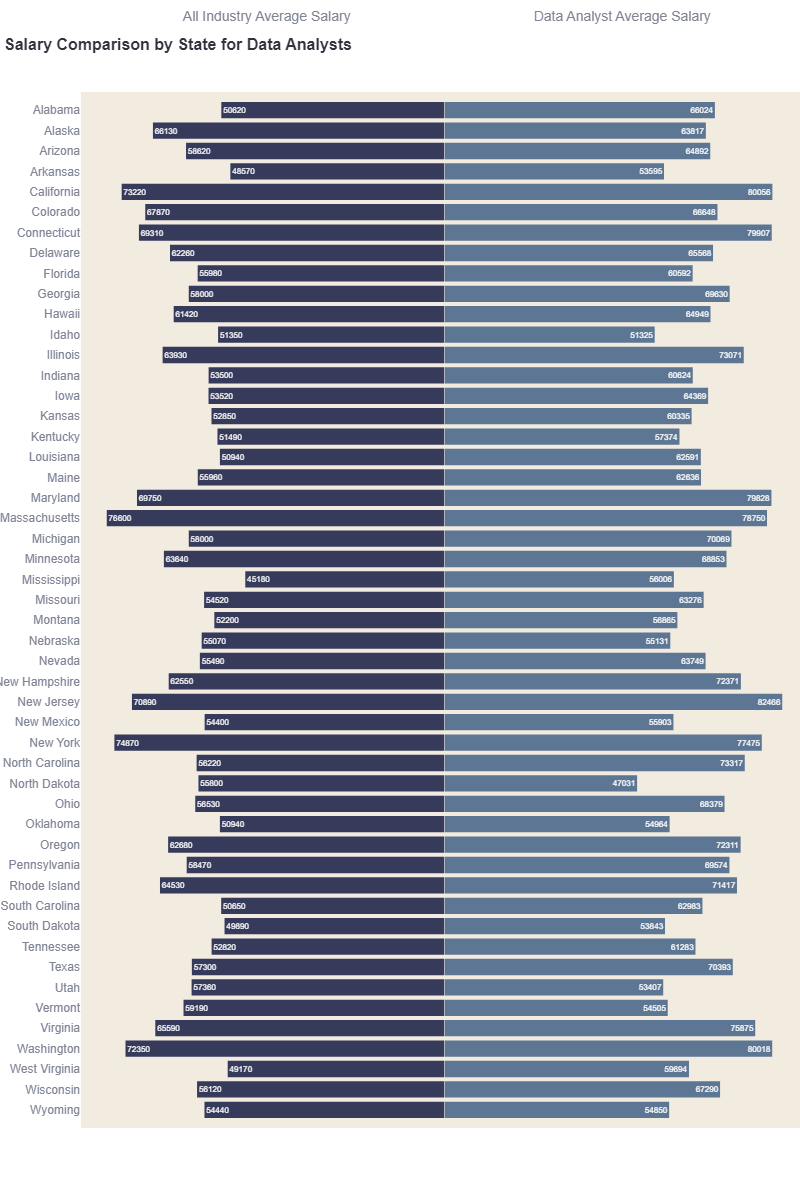 All Industry Average Salary Data Analyst Average Salary
Salary Comparison by State for Data Analysts
Alabama 50620 66024
Alaska 66130 63817
Arizona 58620 64892
Arkansas 48570 53595
California 73220 80056
Colorado 67870 66648
Connecticut 69310 79907
Delaware 62260 65568
Florida 55980 60592
Georgia 58000 69630
Hawaii 61420 64949
Idaho 51350 51325
Illinois 63930 73071
Indiana 53500 60624
Iowa 53520 64369
Kansas 52850 60335
Kentucky 51490 57374
Louisiana 50940 62591
Maine 55960 62636
Maryland 69750 79828
Massachusetts 76600 78750
Michigan 58000 70069
Minnesota 63640 68853
Mississippi 45180 56006
Missouri 54520 63276
Montana 52200 56865
Nebraska 55070 55131
Nevada 55490 63749
New Hampshire 62550 72371
New Jersey 70890 82466
New Mexico 54400 55903
New York 74870 77475
North Carolina 56220 73317
North Dakota 55800 47031
Ohio 56530 68379
Oklahoma 50940 54964
Oregon 62680 72311
Pennsylvania 58470 69574
Rhode Island 64530 71417
South Carolina 50650 62983
South Dakota 49890 53843
Tennessee 52820 61283
Texas 57300 70393
Utah 57360 53407
Vermont 59190 54505
Virginia 65590 75875
Washington 72350 80018
West Virginia 49170 59694
Wisconsin 56120 67290
Wyoming 54440 54850